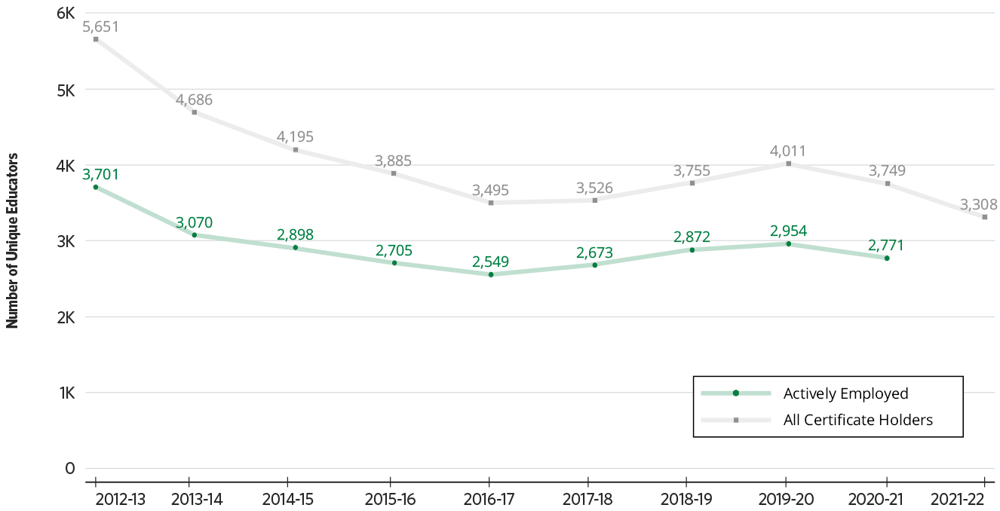 6K
5,651
5K
4,686
4,195
4K
3,885
3,495
3,526
3,755
4,011
3,749
3,308
3,701
3,070
2,898
2,705
2,549
2,673
2,872
2,954
2,771
3K
2K
1K
0
Number of Unique Educators
Actively Employed
All Certificate Holders
2012-13 2013-14 2014-15 2015-16 2016-17 2017-18 2018-19 2019-20 2020-21 2021-22